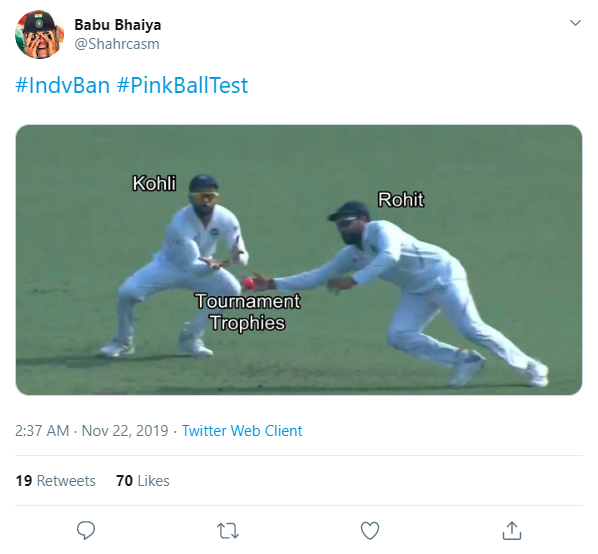 Babu Bhaiya
@Shahrcasm
#IndvBan #PinkBallTest
Kohli
Rohit
Tournament
Trophies
2:37 AM · Nov 22, 2019 · Twitter Web Client
19 Retweets 70 Likes